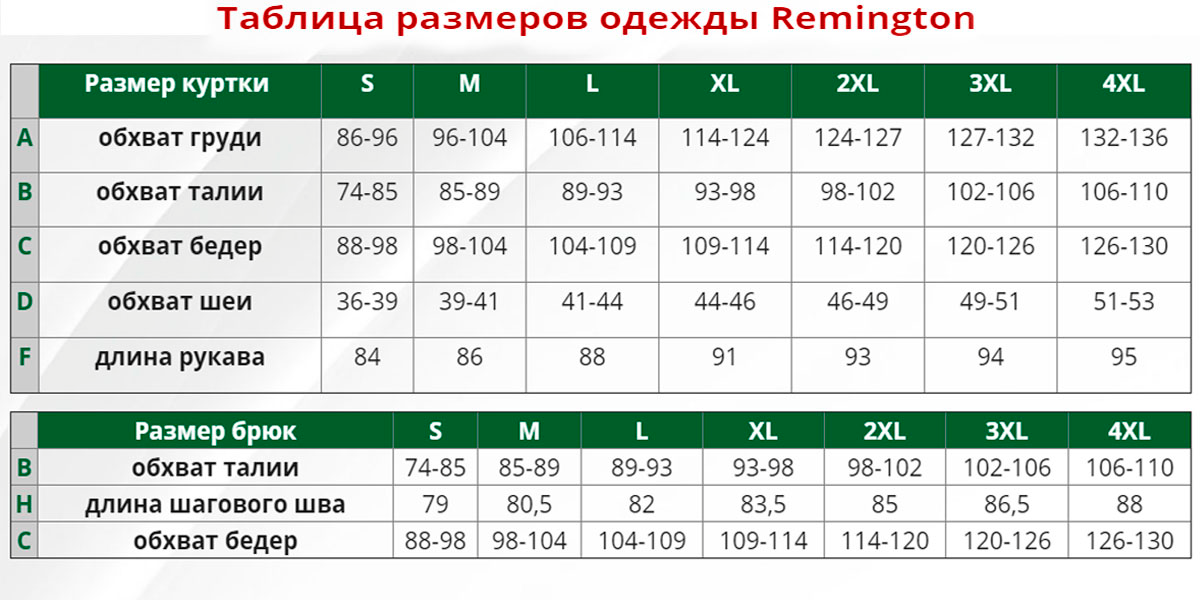 Таблица размеров одежды Remington
Размер куртки S M L XL 2XL 3XL 4XL
A обхват груди 86-96 96-104 106-114 114-124 124-127 127-132 132-136
B обхват талии 74-85 85-89 89-93 93-98 98-102 102-106 106-110
C обхват бедер 88-98 98-104 104-109 109-114 114-120 120-126 126-130
D обхват шеи 36-39 39-41 41-44 44-46 46-49 49-51 51-53
F длина рукава 84 86 88 91 93 94 95
Размер брюк S M L XL 2XL 3XL 4XL
B обхват талии 74-85 85-89 89-93 93-98 98-102 102-106 106-110
H длина шагового шва 79 80,5 82 83,5 85 86,5 88
C обхват бедер 88-98 98-104 104-109 109-114 114-120 120-126 126-130